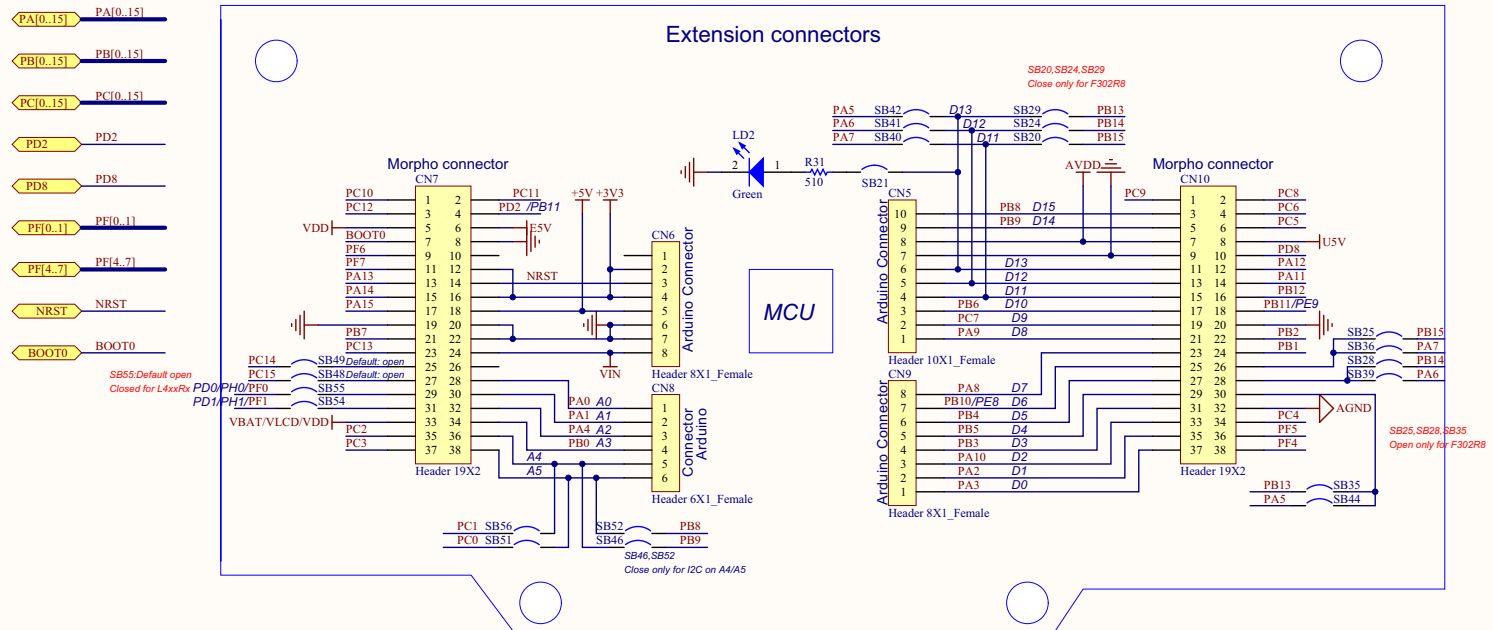 Extension connectors
PA[0..15] PA[0..15]
PB[0..15] PB[0..15]
PC[0..15] PC[0..15]
PD2 PD2
PD8 PD8
PF[0..1] PF[0..1]
PF[4..7] PF[4..7]
NRST NRST
BOOT0 BOOT0
SB20,SB24,SB29
Close only for F302R8
PA5 SB42 D13 SB29 PB13
PA6 SB41 D12 SB24 PB14
PA7 SB40 D11 SB20 PB15
LD2
2 1
Green
R31
510
SB21
AVDD
Morpho connector
CN7
PC10 1 2 PC11
PC12 3 4 PD2 /PB11
VDD 5 6 E5V
BOOT0 7 8
PF6 9 10
PF7 11 12
PA13 13 14 NRST
PA14 15 16
PA15 17 18
19 20
PB7 21 22
PC13 23 24
PC14 SB49 Default: open 25 26
PC15 SB48 Default: open 27 28
PD0/PH0/PF0 SB55 29 30
PD1/PH1/PF1 SB54 31 32
VBAT/VLCD/VDD 33 34
PC2 35 36
PC3 37 38
Header 19X2
SB55:Default open
Closed for L4xxRx
+5V +3V3
CN6
1
2
3
4
5
6
7
8
VIN
Arduino Connector
Header 8X1_Female
CN8
PA0 A0 1
PA1 A1 2
PA4 A2 3
PB0 A3 4
A4 5
A5 6
Connector
Arduino
Header 6X1_Female
PC1 SB56 SB52 PB8
PC0 SB51 SB46 PB9
SB46,SB52
Close only for I2C on A4/A5
MCU
CN5
Arduino Connector
10 PB8 D15
9 PB9 D14
8
7
6 D13
5 D12
4 D11
3 PB6 D10
2 PC7 D9
1 PA9 D8
Header 10X1_Female
CN9
Arduino Connector
8 PA8 D7
7 PB10/PE8 D6
6 PB4 D5
5 PB5 D4
4 PB3 D3
3 PA10 D2
2 PA2 D1
1 PA3 D0
Header 8X1_Female
Morpho connector
CN10
PC9 1 2 PC8
3 4 PC6
5 6 PC5
7 8 U5V
9 10 PD8
11 12 PA12
13 14 PA11
15 16 PB12
17 18 PB11/PE9
19 20
21 22 PB2
23 24 PB1
25 26
27 28
29 30
31 32 AGND
33 34 PC4
35 36 PF5
37 38 PF4
Header 19X2
SB25 PB15
SB36 PA7
SB28 PB14
SB39 PA6
SB25,SB28,SB35
Open only for F302R8
PB13 SB35
PA5 SB44